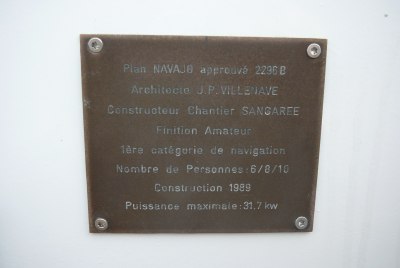 Plan NAVAJO approuvé 2296 B
Architecte J.P. VILLENAVE
Constructeur Chantier SANGAREE
Finition Amateur
1ère catégorie de navigation
Nombre de Personnes: 6/8/10
Construction 1989
Puissance maximale: 31,7 kw